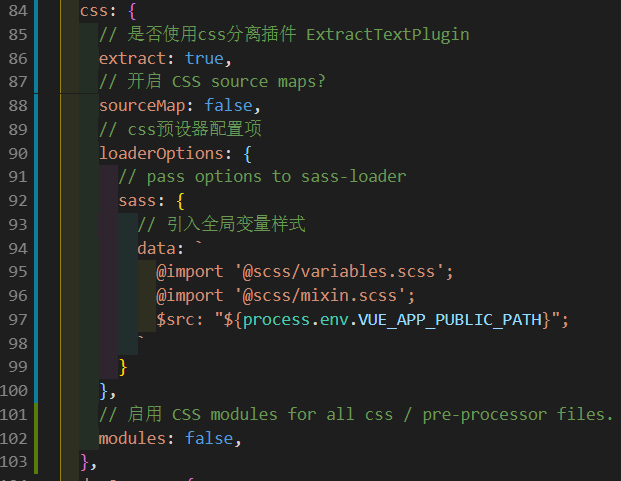 84 css: {
85 // 是否使用css分离插件 ExtractTextPlugin
86 extract: true,
87 // 开启 CSS source maps?
88 sourceMap: false,
89 // css预设器配置项
90 loaderOptions: {
91 // pass options to sass-loader
92 sass: {
93 // 引入全局变量样式
94 data: `
95 @import '@scss/variables.scss';
96 @import '@scss/mixin.scss';
97 $src: "${process.env.VUE_APP_PUBLIC_PATH}";
98 `
99 }
100 },
101 // 启用 CSS modules for all css / pre-processor files.
102 modules: false,
103 },